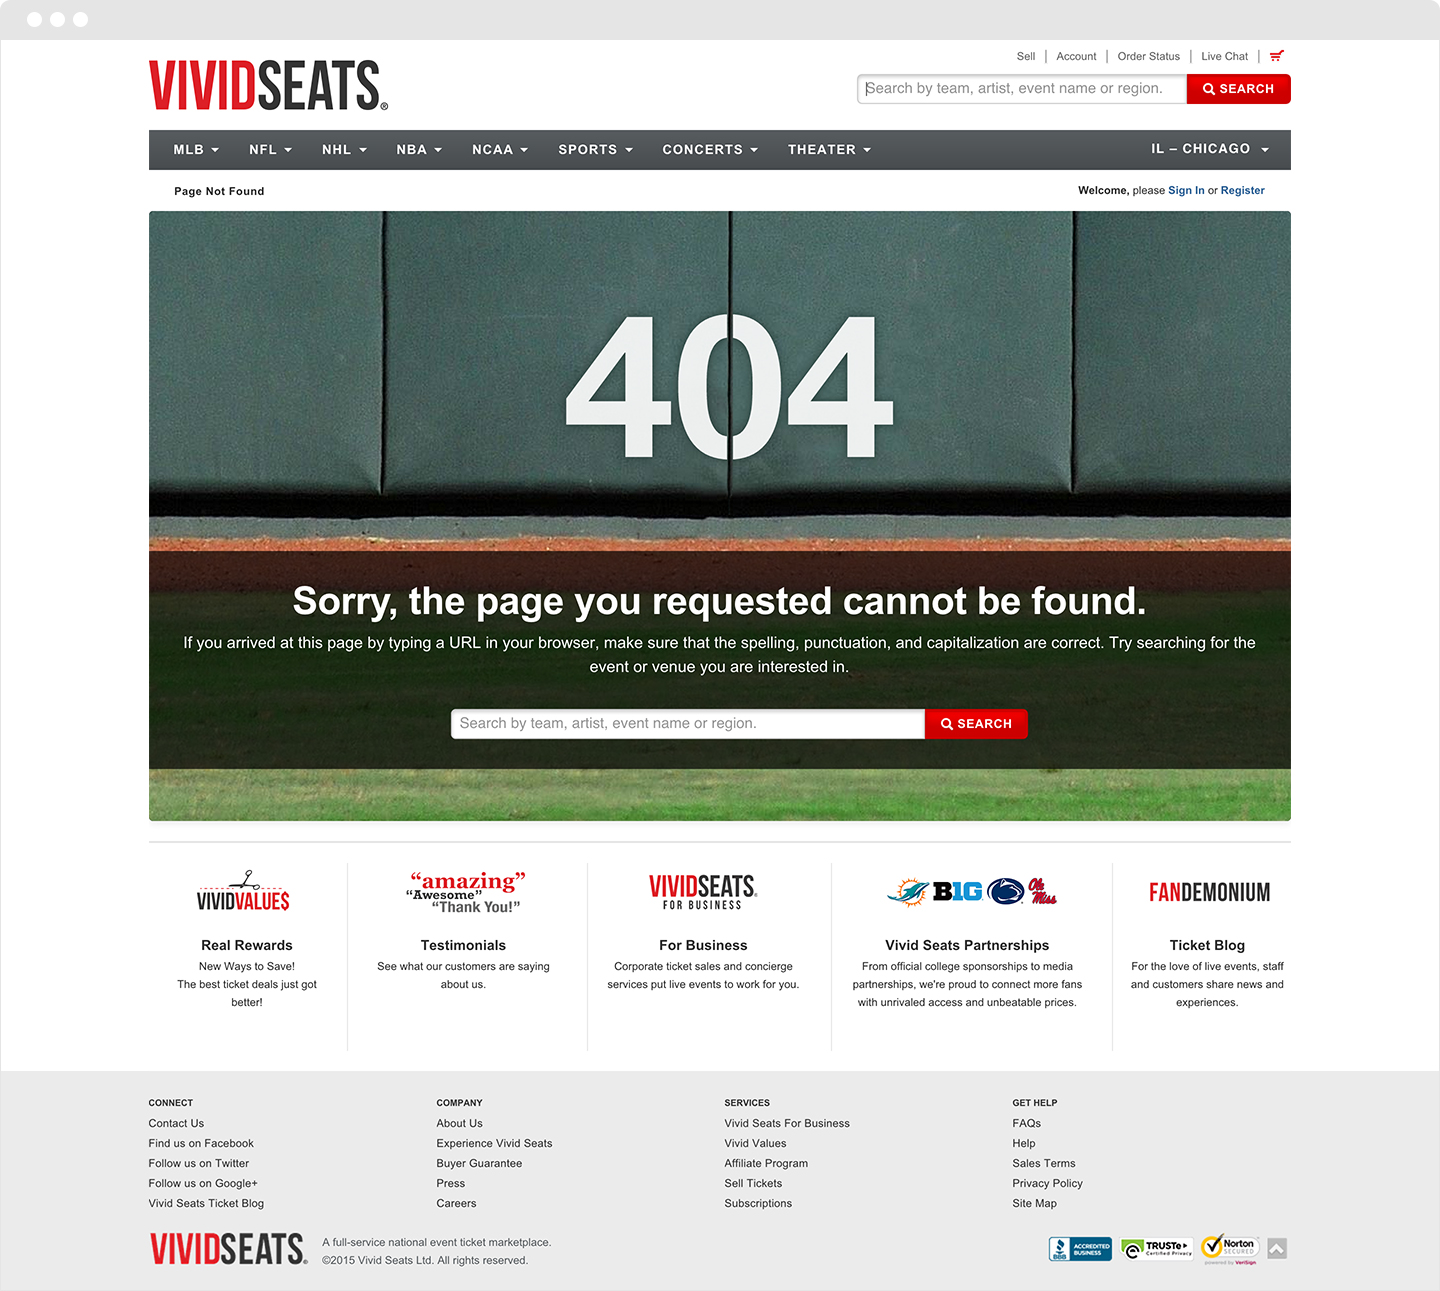 VIVIDSEATS®
Sell | Account | Order Status | Live Chat |
Search by team, artist, event name or region.
SEARCH
MLB NFL NHL NBA NCAA SPORTS CONCERTS THEATER IL – CHICAGO
Page Not Found
Welcome, please Sign In or Register
404
Sorry, the page you requested cannot be found.
If you arrived at this page by typing a URL in your browser, make sure that the spelling, punctuation, and capitalization are correct. Try searching for the
event or venue you are interested in.
Search by team, artist, event name or region.
SEARCH
VIVIDVALUE$
Real Rewards
New Ways to Save!
The best ticket deals just got
better!
“amazing”
“Awesome”
“Thank You!”
Testimonials
See what our customers are saying
about us.
VIVIDSEATS®
FOR BUSINESS
For Business
Corporate ticket sales and concierge
services put live events to work for you.
B1G
Ole
Miss
Vivid Seats Partnerships
From official college sponsorships to media
partnerships, we're proud to connect more fans
with unrivaled access and unbeatable prices.
FANDEMONIUM
Ticket Blog
For the love of live events, staff
and customers share news and
experiences.
CONNECT
Contact Us
Find us on Facebook
Follow us on Twitter
Follow us on Google+
Vivid Seats Ticket Blog
COMPANY
About Us
Experience Vivid Seats
Buyer Guarantee
Press
Careers
SERVICES
Vivid Seats For Business
Vivid Values
Affiliate Program
Sell Tickets
Subscriptions
GET HELP
FAQs
Help
Sales Terms
Privacy Policy
Site Map
VIVIDSEATS®
A full-service national event ticket marketplace.
©2015 Vivid Seats Ltd. All rights reserved.
BBB
ACCREDITED
BUSINESS
TRUSTe
Certified Privacy
Norton
SECURED
powered by VeriSign